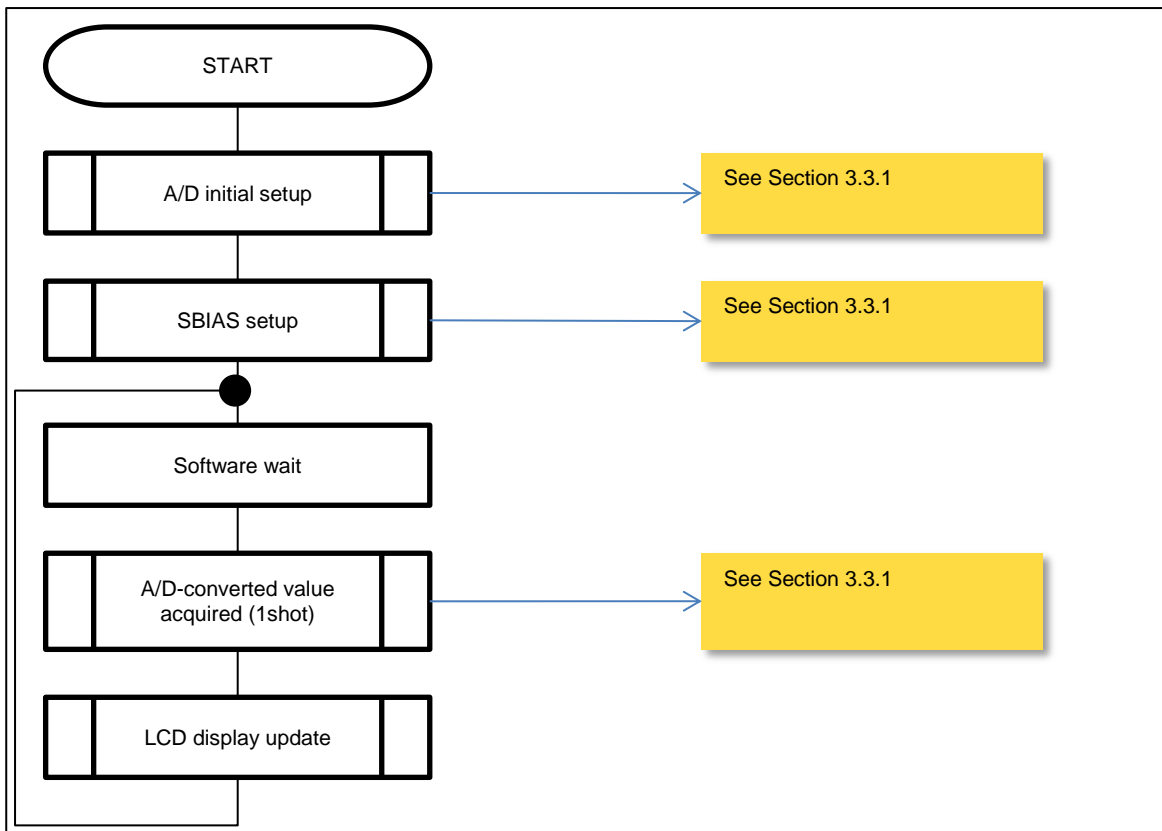 START
A/D initial setup
See Section 3.3.1
SBIAS setup
See Section 3.3.1
Software wait
A/D-converted value
acquired (1shot)
See Section 3.3.1
LCD display update